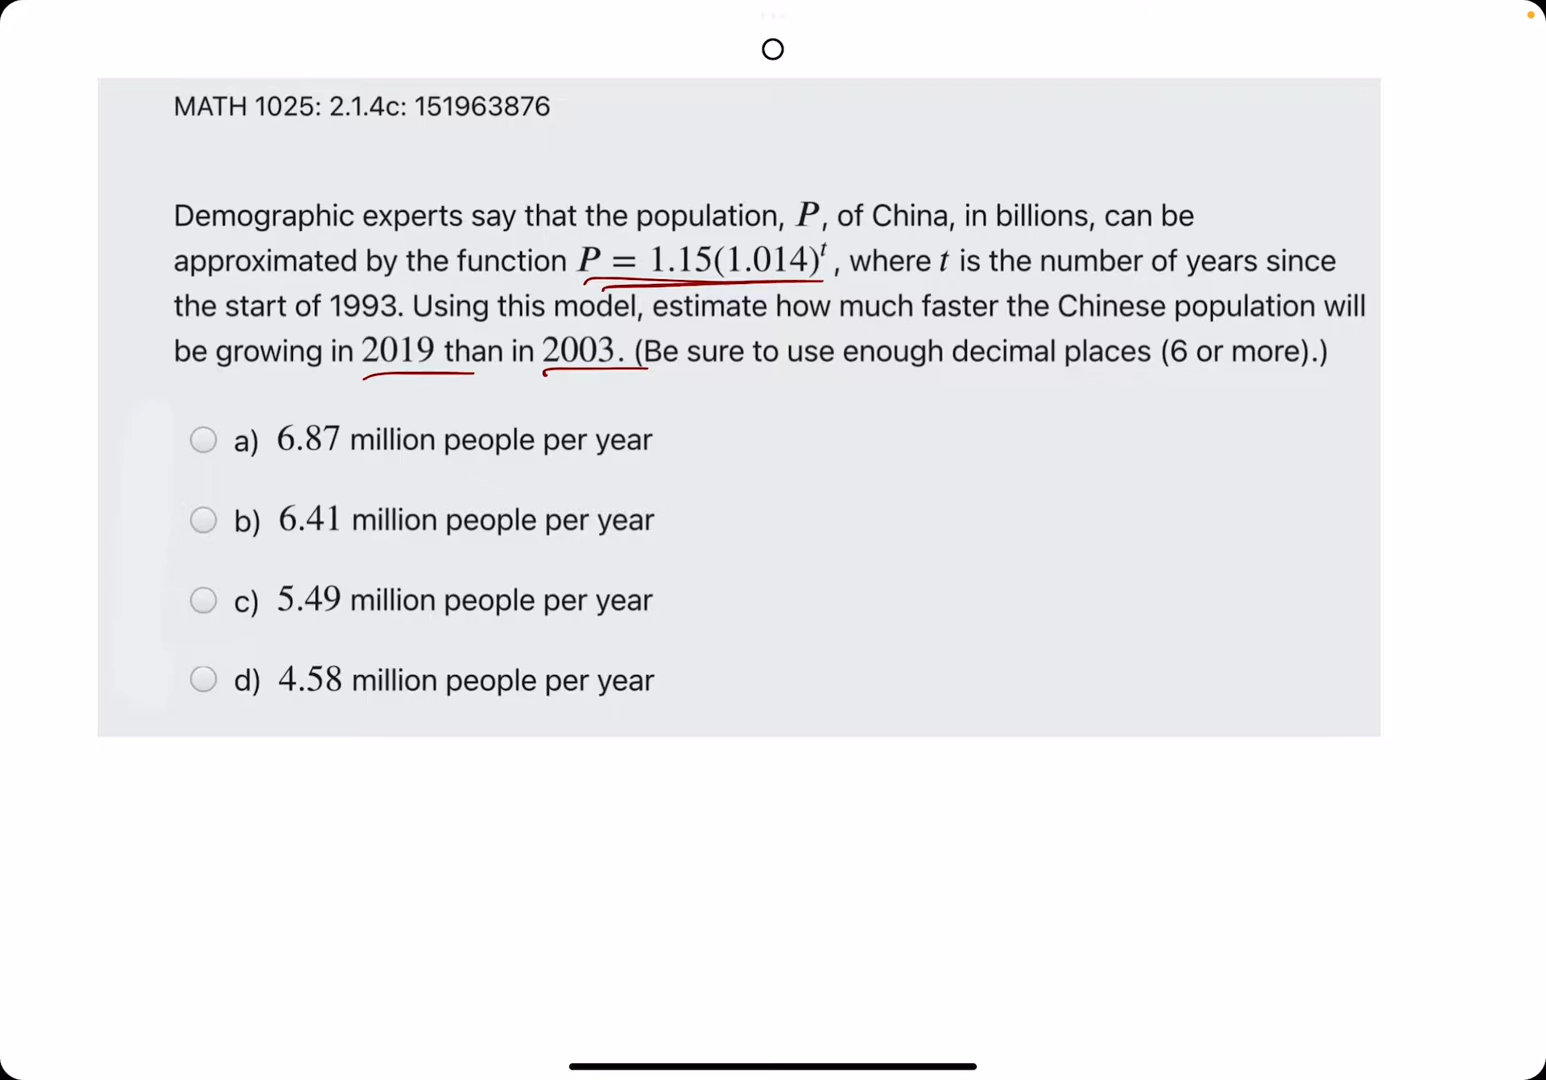 MATH 1025: 2.1.4c: 151963876
Demographic experts say that the population, P, of China, in billions, can be
approximated by the function P = 1.15(1.014)^t, where t is the number of years since
the start of 1993. Using this model, estimate how much faster the Chinese population will
be growing in 2019 than in 2003. (Be sure to use enough decimal places (6 or more).)
a) 6.87 million people per year
b) 6.41 million people per year
c) 5.49 million people per year
d) 4.58 million people per year